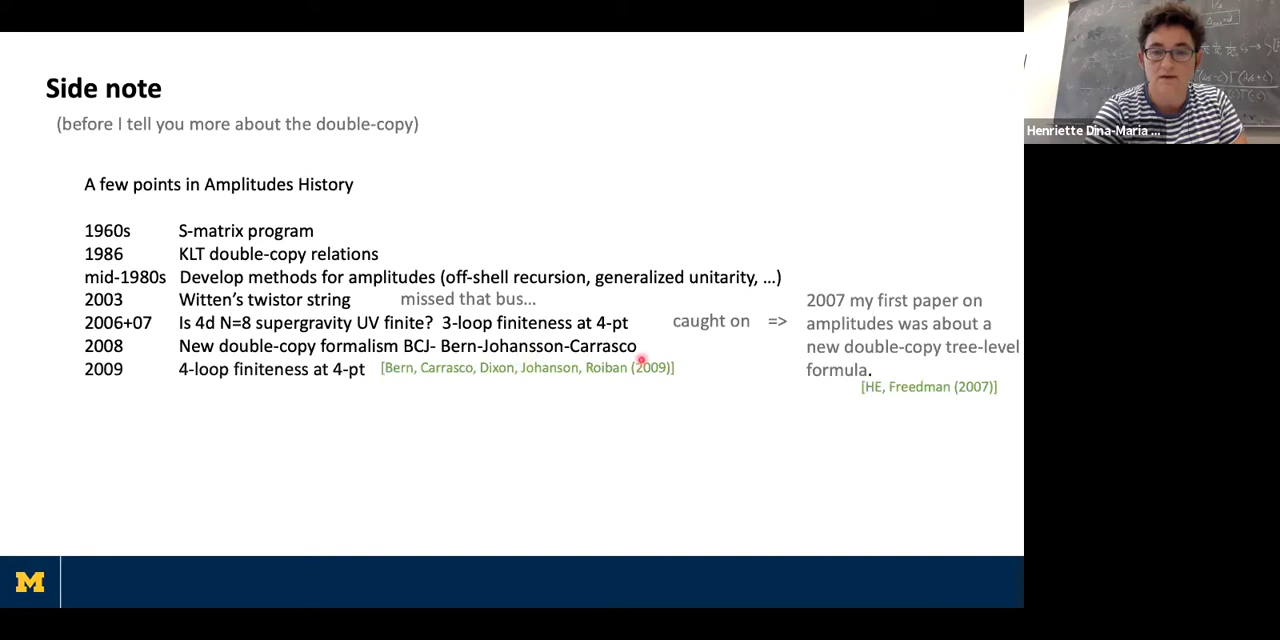 Side note
(before I tell you more about the double-copy)
A few points in Amplitudes History
1960s S-matrix program
1986 KLT double-copy relations
mid-1980s Develop methods for amplitudes (off-shell recursion, generalized unitarity, ...)
2003 Witten's twistor string missed that bus...
2006+07 Is 4d N=8 supergravity UV finite? 3-loop finiteness at 4-pt caught on =>
2008 New double-copy formalism BCJ- Bern-Johansson-Carrasco
2009 4-loop finiteness at 4-pt [Bern, Carrasco, Dixon, Johanson, Roiban (2009)]
2007 my first paper on
amplitudes was about a
new double-copy tree-level
formula.
[HE, Freedman (2007)]
M
Henriette Dina-Maria ...